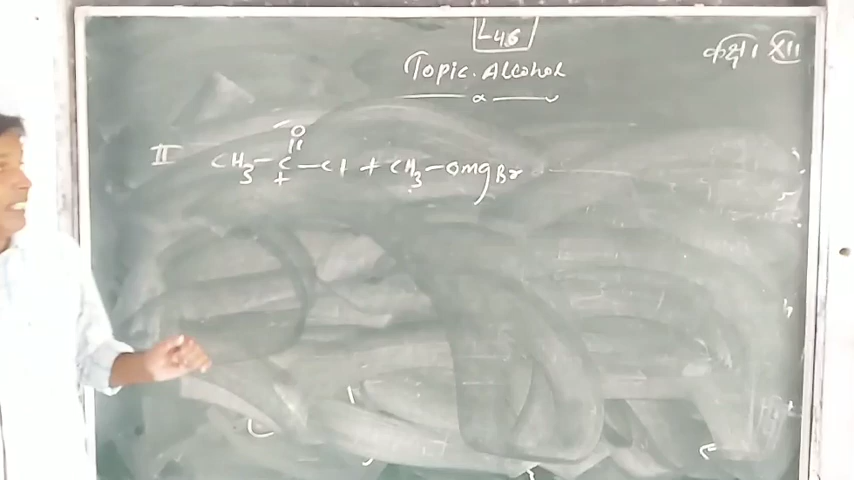 L46
कक्षा XII
Topic. Alcohol
O
II CH3-C-Cl + CH3-OMgBr
+